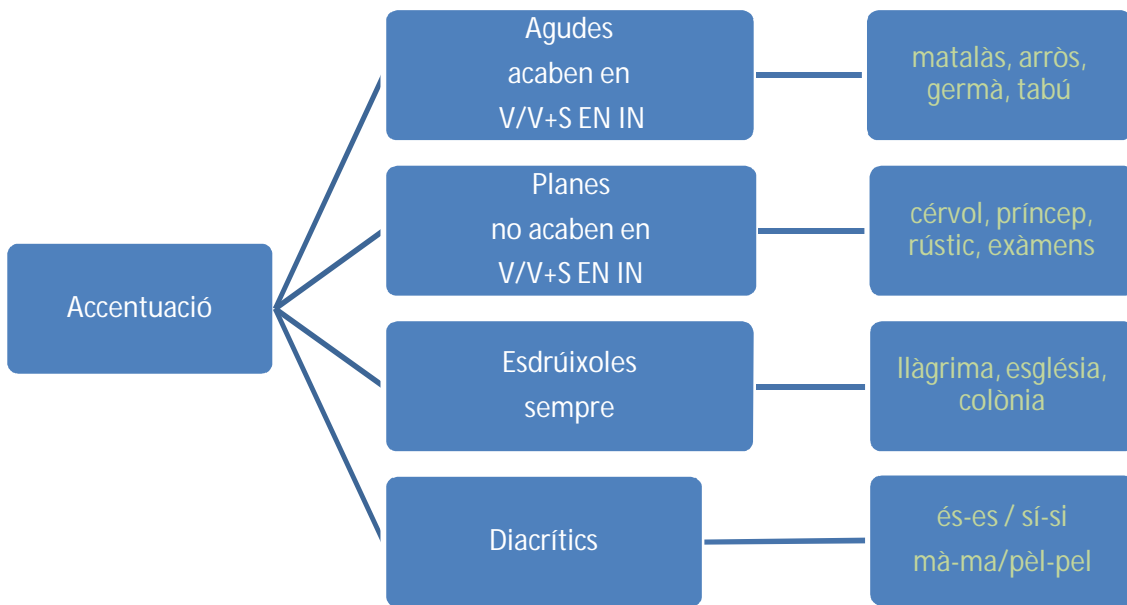 Accentuació
Agudes
acaben en
V/V+S EN IN
matalàs, arròs,
germà, tabú
Planes
no acaben en
V/V+S EN IN
cérvol, príncep,
rústic, exàmens
Esdrúixoles
sempre
llàgrima, església,
colònia
Diacrítics
és-es / sí-si
mà-ma/pèl-pel